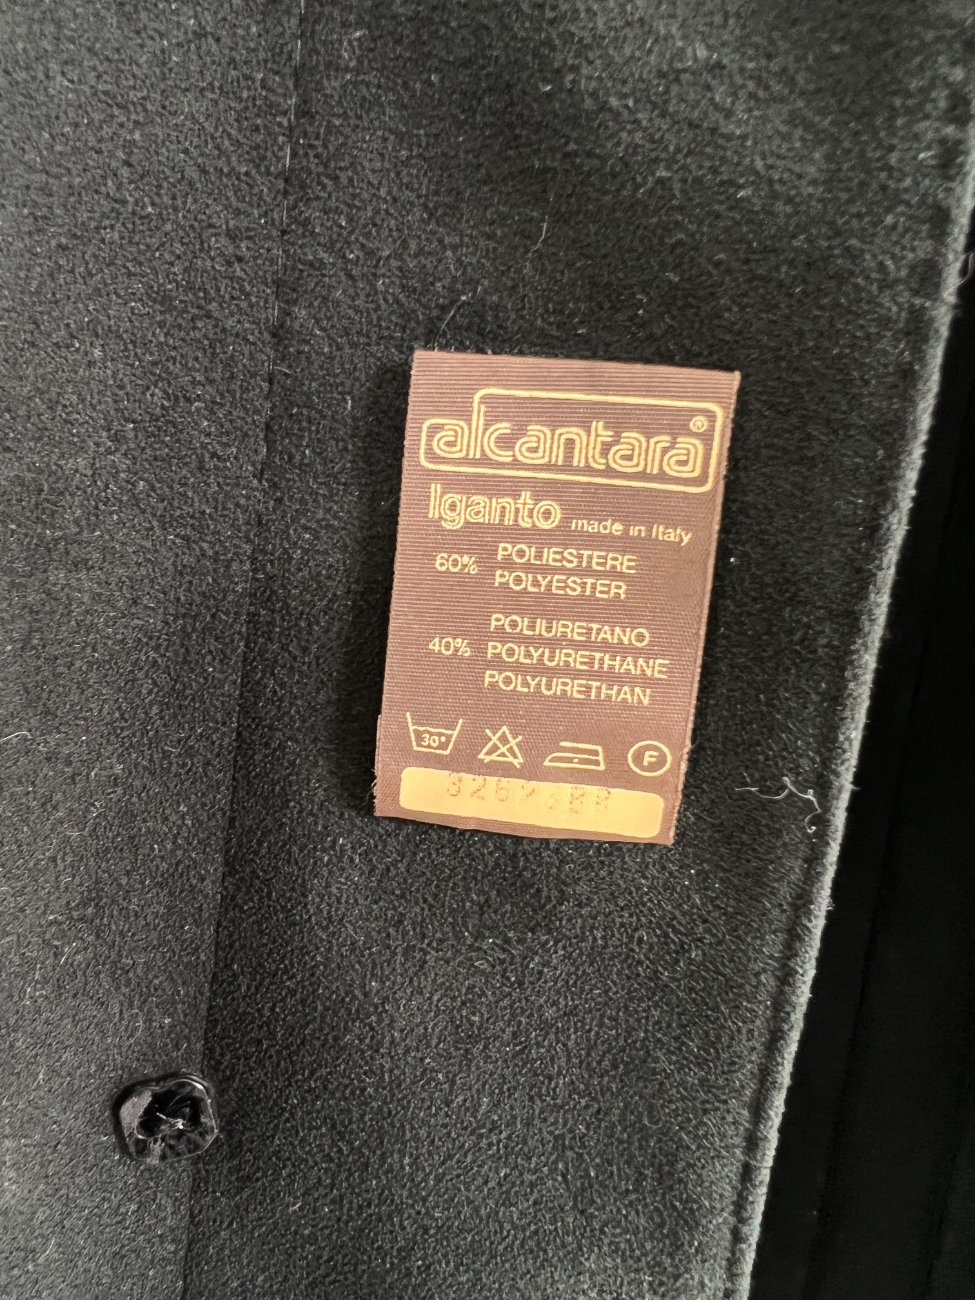 alcantara®
Iganto made in Italy
60% POLIESTERE
POLYESTER
POLIURETANO
40% POLYURETHANE
POLYURETHAN
30°
F